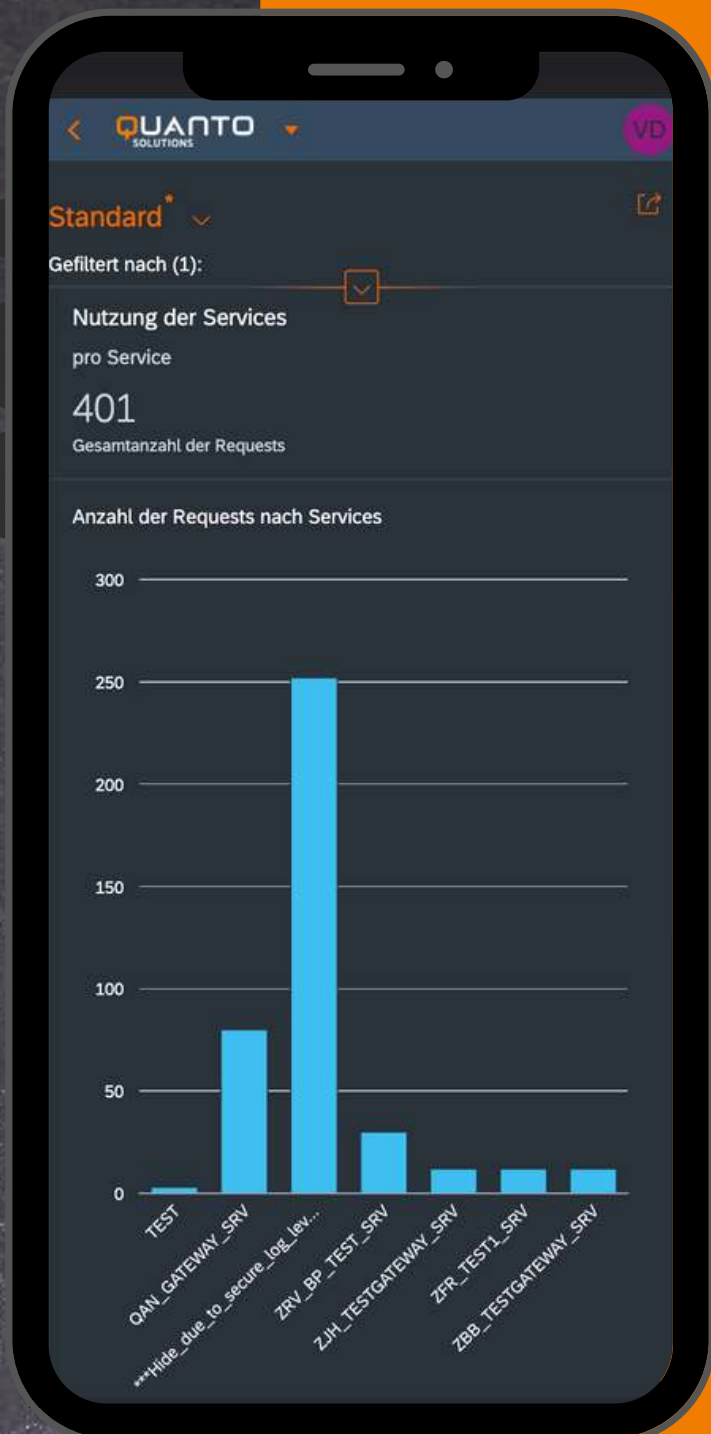 QUANTO
SOLUTIONS
VD
Standard*
Gefiltert nach (1):
Nutzung der Services
pro Service
401
Gesamtanzahl der Requests
Anzahl der Requests nach Services
300
250
200
150
100
50
0
TEST
QAN_GATEWAY_SRV
***Hide_due_to_secure_log_lev...
ZRV_BP_TEST_SRV
ZJH_TESTGATEWAY_SRV
ZFR_TEST1_SRV
ZBB_TESTGATEWAY_SRV